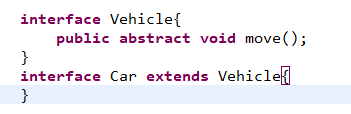 interface Vehicle{
    public abstract void move();
}
interface Car extends Vehicle{
}